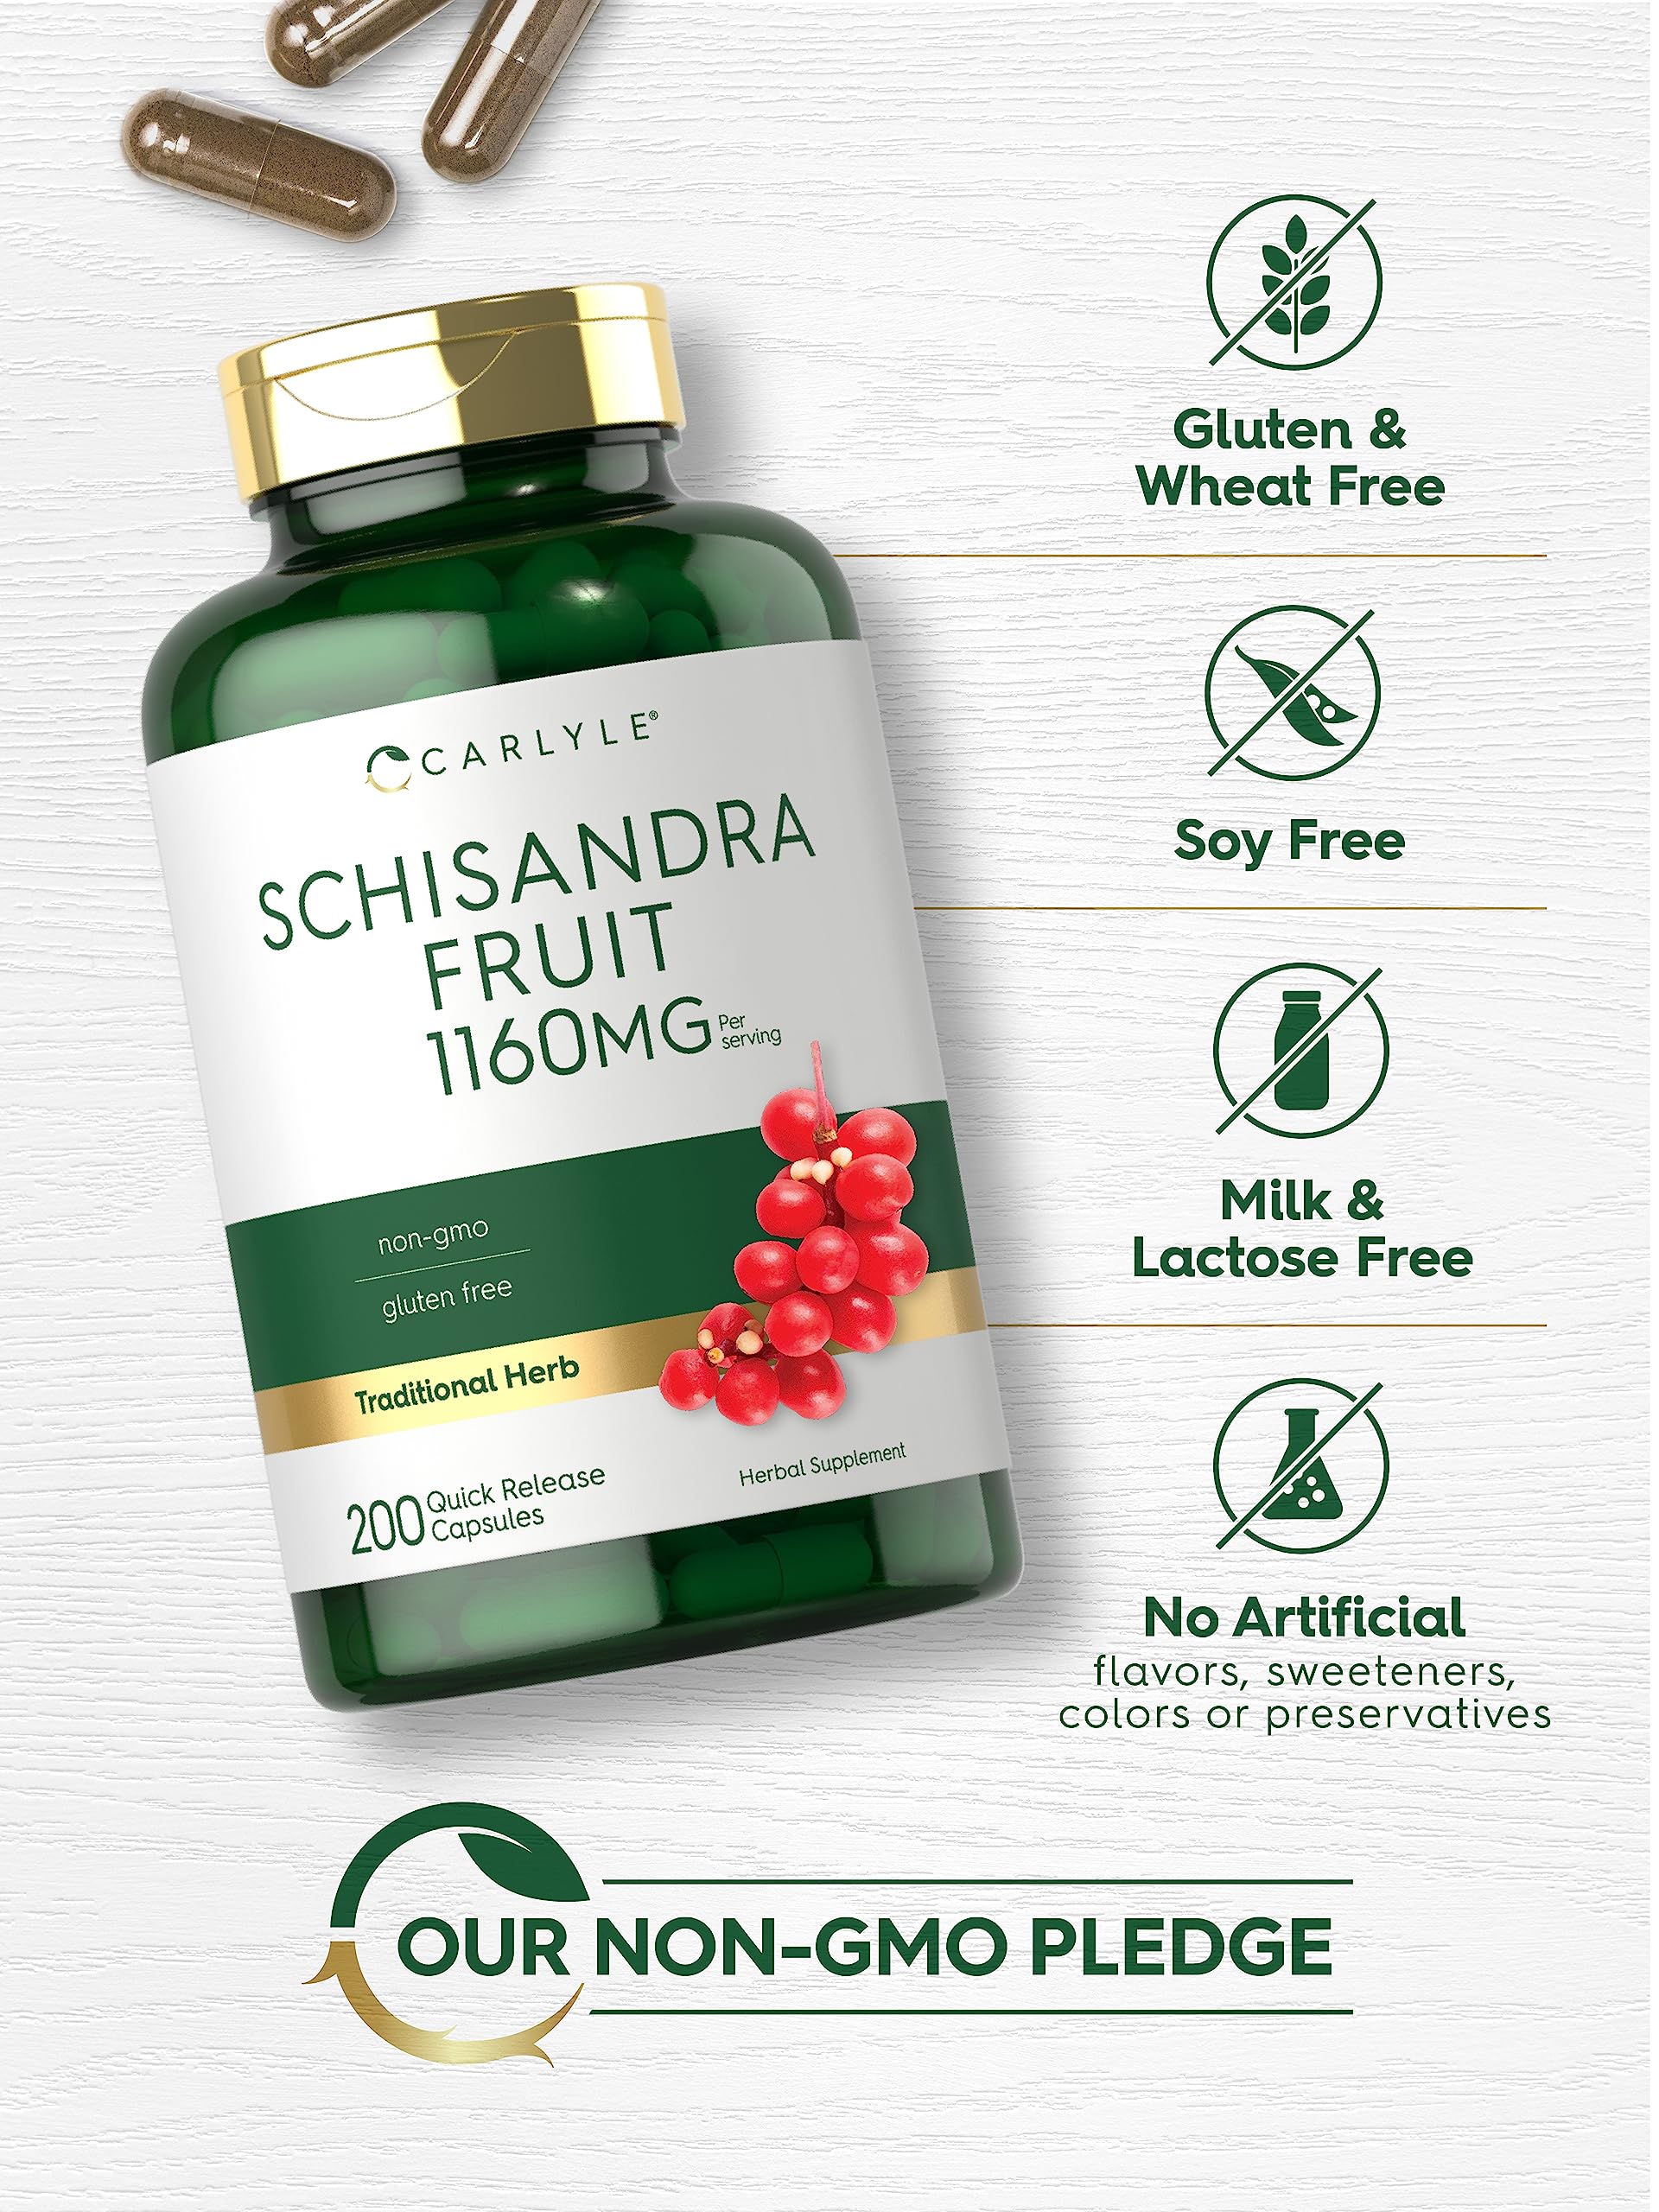 CARLYLE®
SCHISANDRA
FRUIT
1160MG Per
serving
non-gmo
gluten free
Traditional Herb
200 Quick Release
Capsules
Herbal Supplement
Gluten &
Wheat Free
Soy Free
Milk &
Lactose Free
No Artificial
flavors, sweeteners,
colors or preservatives
OUR NON-GMO PLEDGE